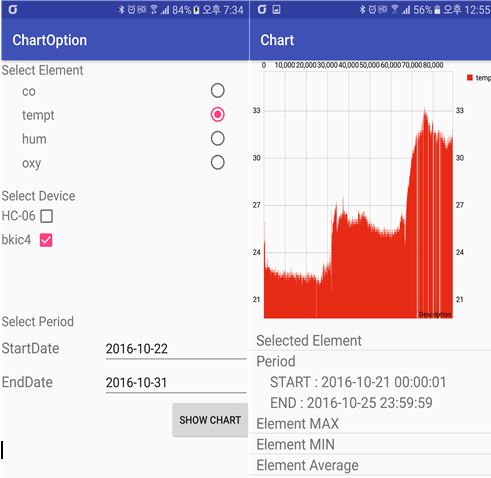 84% 오후 7:34
ChartOption
Select Element
co
tempt
hum
oxy
Select Device
HC-06
bkic4
Select Period
StartDate 2016-10-22
EndDate 2016-10-31
SHOW CHART
56% 오후 12:55
Chart
0 10,000 20,000 30,000 40,000 50,000 60,000 70,000 80,000
temp
33 33
30 30
27 27
24 24
21 21
Description
Selected Element
Period
START : 2016-10-21 00:00:01
END : 2016-10-25 23:59:59
Element MAX
Element MIN
Element Average